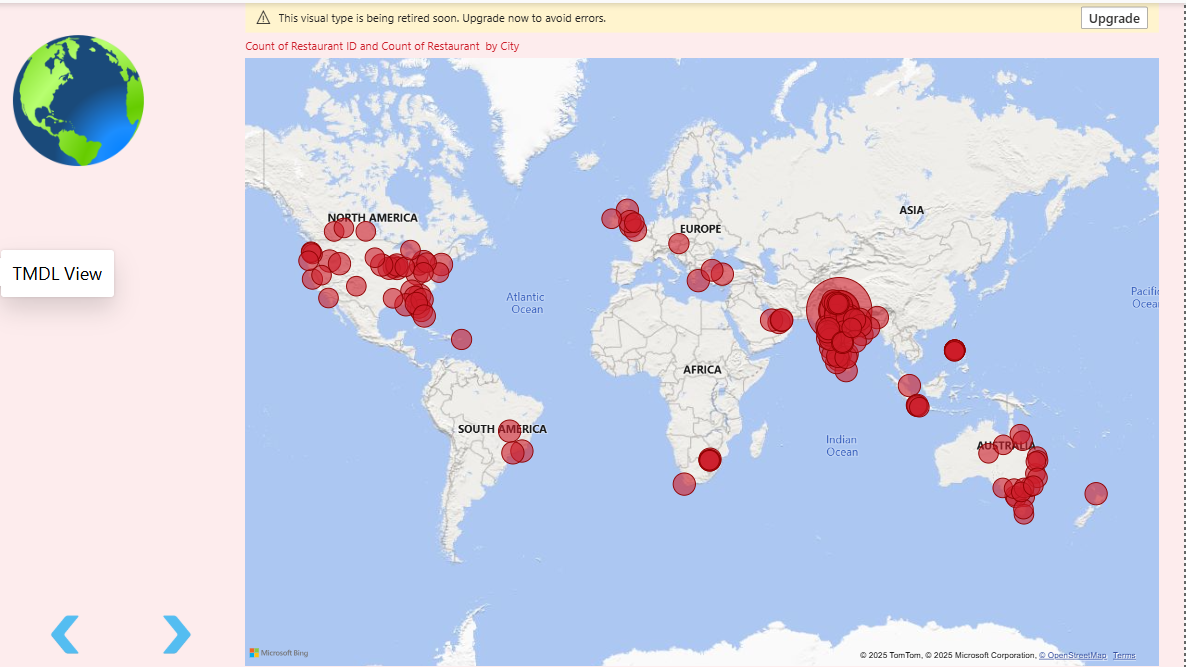 This visual type is being retired soon. Upgrade now to avoid errors.
Upgrade
Count of Restaurant ID and Count of Restaurant by City
NORTH AMERICA
ASIA
EUROPE
TMDL View
Atlantic
Ocean
Pacific
Ocea
AFRICA
SOUTH AMERICA
Indian
Ocean
AUSTRALIA
Microsoft Bing
© 2025 TomTom, © 2025 Microsoft Corporation, © OpenStreetMap Terms